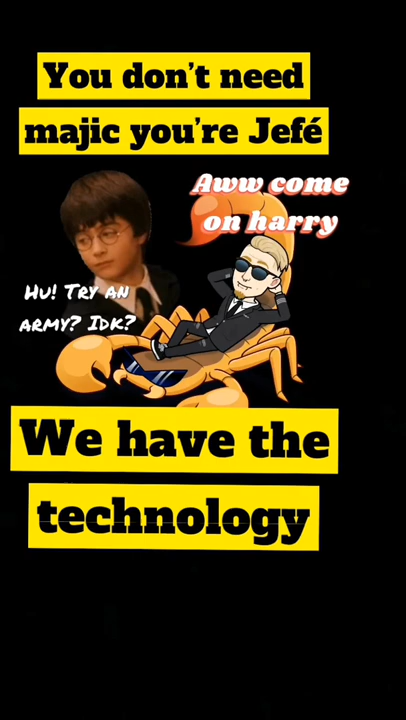 You don't need
majic you're Jefé
Aww come
on harry
Hu! Try an
army? Idk?
We have the
technology